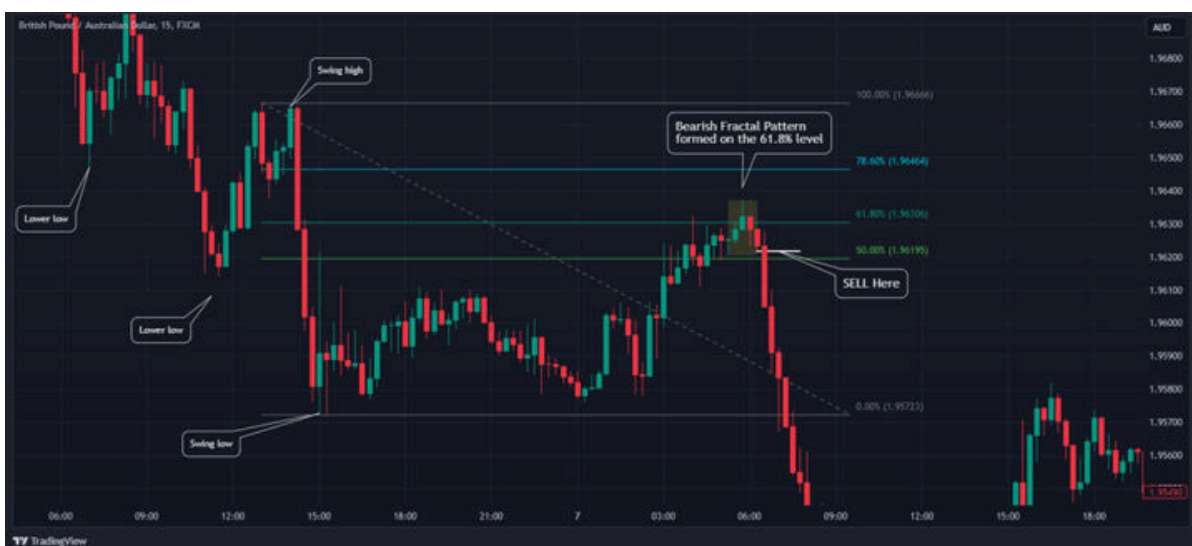 British Pound / Australian Dollar, 15, FXCM
AUD
1.96800
Swing high
1.96700
100.00% (1.96666)
Bearish Fractal Pattern
formed on the 61.8% level
1.96600
1.96500
78.60% (1.96464)
1.96400
Lower low
61.80% (1.96306)
1.96300
50.00% (1.96195)
1.96200
SELL Here
1.96100
Lower low
1.96000
1.95900
1.95800
0.00% (1.95723)
1.95700
Swing low
1.95600
1.95490
06:00 09:00 12:00 15:00 18:00 21:00 7 03:00 06:00 09:00 12:00 15:00 18:00
TradingView